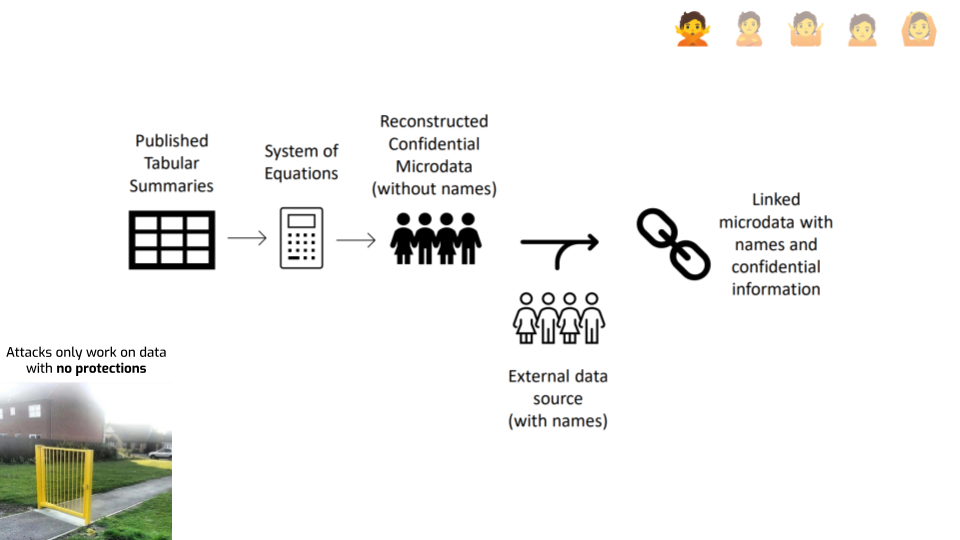 Published
Tabular
Summaries
System of
Equations
Reconstructed
Confidential
Microdata
(without names)
External data
source
(with names)
Linked
microdata with
names and
confidential
information
Attacks only work on data
with no protections